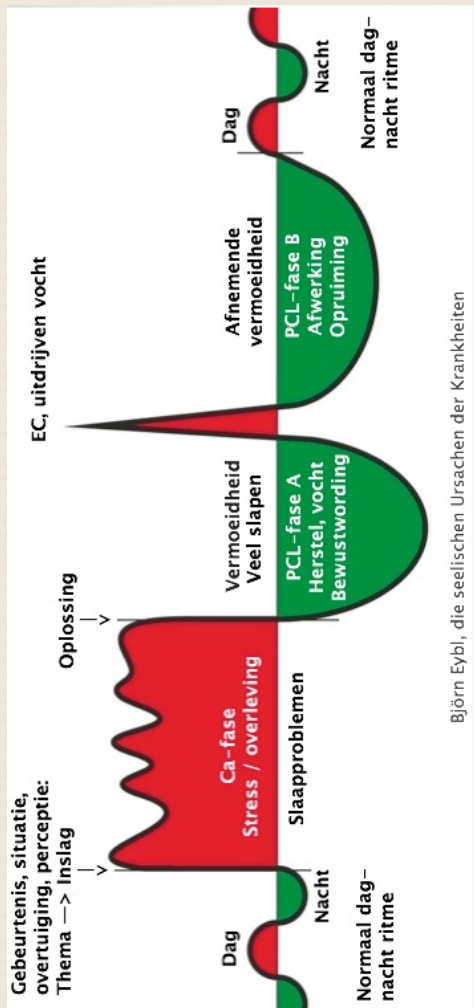 Gebeurtenis, situatie,
overtuiging, perceptie:
Thema —> Inslag
Oplossing
EC, uitdrijven vocht
Dag
Nacht
Normaal dag–
nacht ritme
Ca-fase
Stress / overleving
Slaapproblemen
Vermoeidheid
Veel slapen
PCL-fase A
Herstel, vocht
Bewustwording
Afnemende
vermoeidheid
PCL-fase B
Afwerking
Opruiming
Dag
Nacht
Normaal dag–
nacht ritme
Björn Eybl, die seelischen Ursachen der Krankheiten